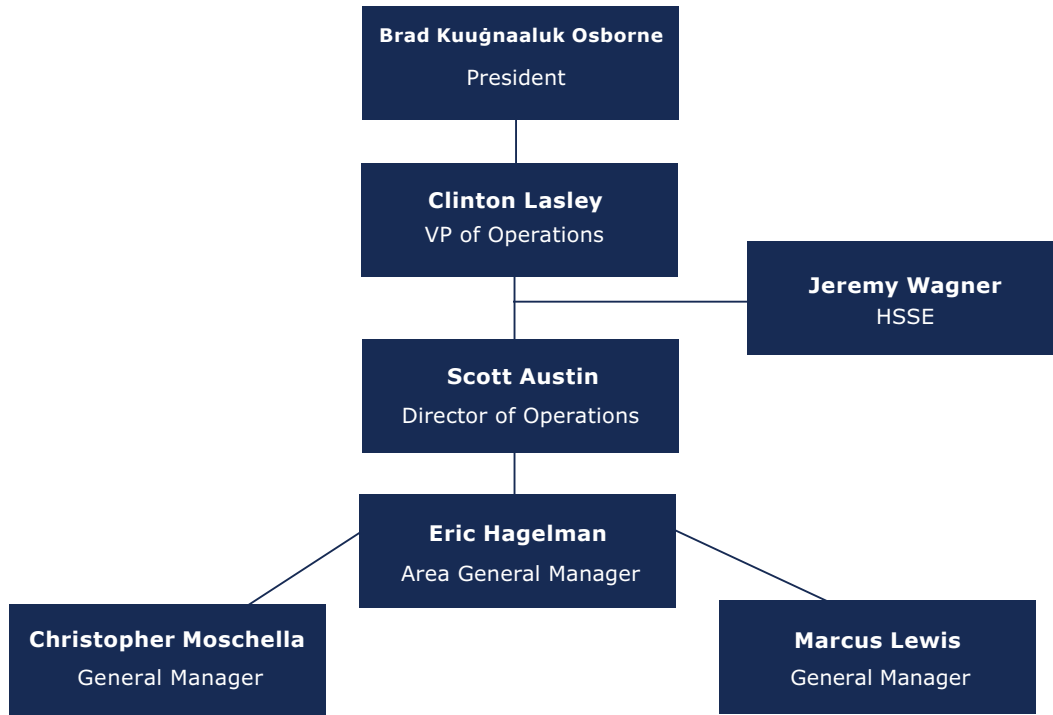 Brad Kuuġnaaluk Osborne
President
Clinton Lasley
VP of Operations
Jeremy Wagner
HSSE
Scott Austin
Director of Operations
Eric Hagelman
Area General Manager
Christopher Moschella
General Manager
Marcus Lewis
General Manager